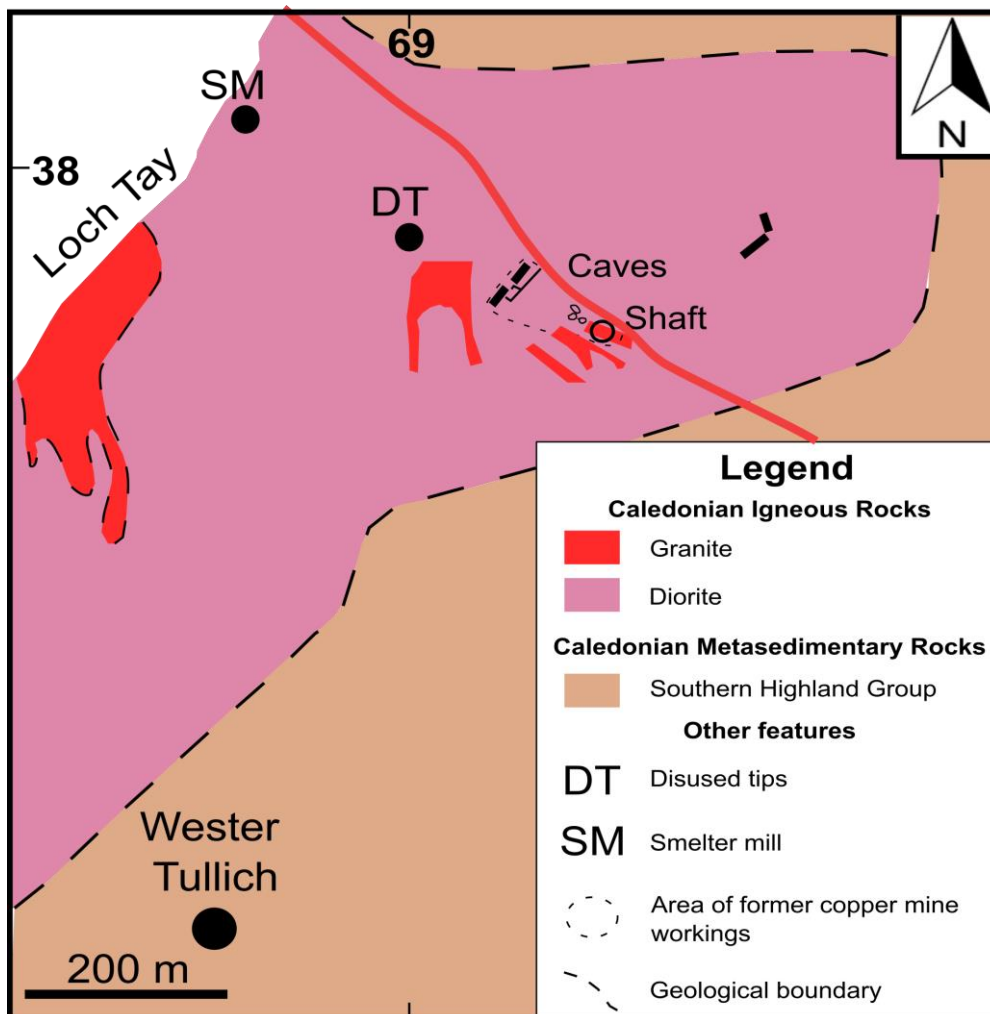 69
SM
N
38
Loch Tay
DT
Caves
Shaft
Wester
Tullich
200 m
Legend
Caledonian Igneous Rocks
Granite
Diorite
Caledonian Metasedimentary Rocks
Southern Highland Group
Other features
DT Disused tips
SM Smelter mill
Area of former copper mine
workings
Geological boundary